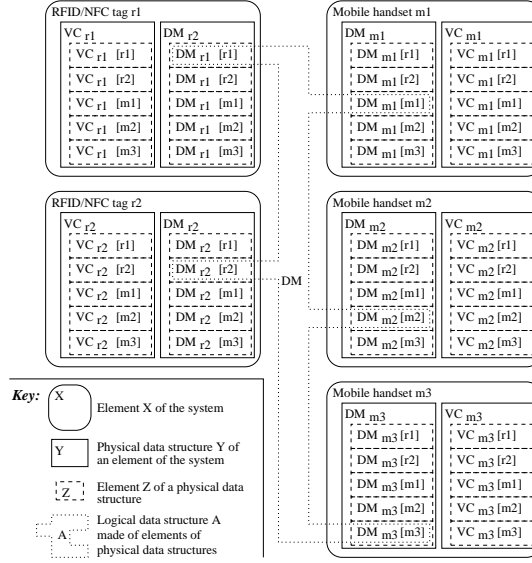 RFID/NFC tag r1
VC r1
VC r1 [r1]
VC r1 [r2]
VC r1 [m1]
VC r1 [m2]
VC r1 [m3]
DM r2
DM r1 [r1]
DM r1 [r2]
DM r1 [m1]
DM r1 [m2]
DM r1 [m3]
Mobile handset m1
DM m1
DM m1 [r1]
DM m1 [r2]
DM m1 [m1]
DM m1 [m2]
DM m1 [m3]
VC m1
VC m1 [r1]
VC m1 [r2]
VC m1 [m1]
VC m1 [m2]
VC m1 [m3]
RFID/NFC tag r2
VC r2
VC r2 [r1]
VC r2 [r2]
VC r2 [m1]
VC r2 [m2]
VC r2 [m3]
DM r2
DM r2 [r1]
DM r2 [r2]
DM r2 [m1]
DM r2 [m2]
DM r2 [m3]
DM
Mobile handset m2
DM m2
DM m2 [r1]
DM m2 [r2]
DM m2 [m1]
DM m2 [m2]
DM m2 [m3]
VC m2
VC m2 [r1]
VC m2 [r2]
VC m2 [m1]
VC m2 [m2]
VC m2 [m3]
Mobile handset m3
DM m3
DM m3 [r1]
DM m3 [r2]
DM m3 [m1]
DM m3 [m2]
DM m3 [m3]
VC m3
VC m3 [r1]
VC m3 [r2]
VC m3 [m1]
VC m3 [m2]
VC m3 [m3]
Key:
X
Element X of the system
Y
Physical data structure Y of
an element of the system
Z
Element Z of a physical data
structure
A
Logical data structure A
made of elements of
physical data structures